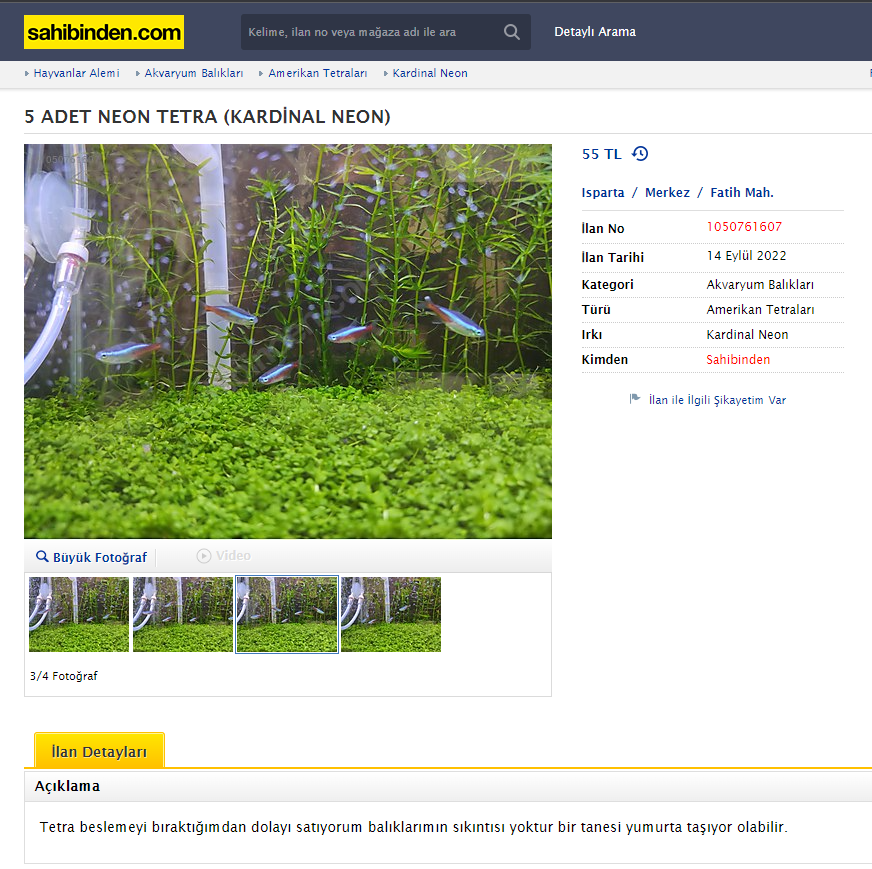 sahibinden.com
Kelime, ilan no veya mağaza adı ile ara
Detaylı Arama
Hayvanlar Alemi
Akvaryum Balıkları
Amerikan Tetraları
Kardinal Neon
5 ADET NEON TETRA (KARDİNAL NEON)
55 TL
Isparta / Merkez / Fatih Mah.
İlan No 1050761607
İlan Tarihi 14 Eylül 2022
Kategori Akvaryum Balıkları
Türü Amerikan Tetraları
Irkı Kardinal Neon
Kimden Sahibinden
İlan ile İlgili Şikayetim Var
Büyük Fotoğraf
Video
3/4 Fotoğraf
İlan Detayları
Açıklama
Tetra beslemeyi bıraktığımdan dolayı satıyorum balıklarımın sıkıntısı yoktur bir tanesi yumurta taşıyor olabilir.